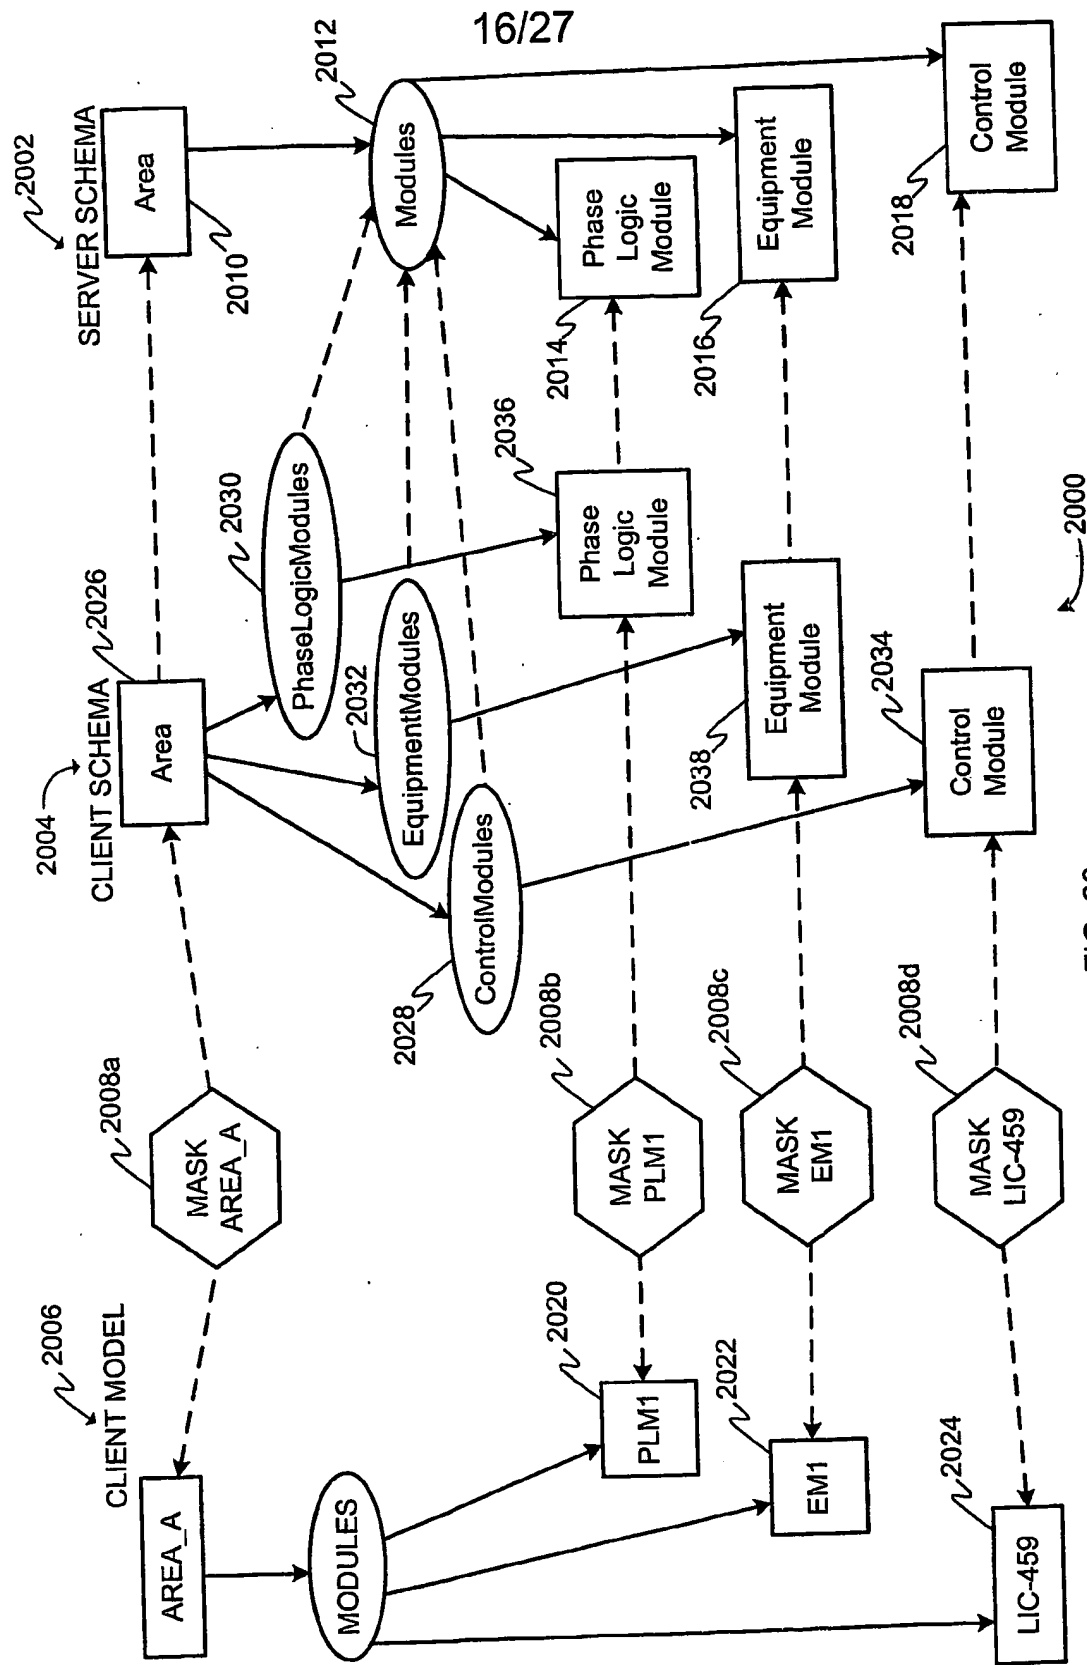 16/27
2006
CLIENT MODEL
2004
CLIENT SCHEMA
2002
SERVER SCHEMA
AREA_A
2008a
MASK
AREA_A
Area
2026
Area
2010
MODULES
PhaseLogicModules
2030
EquipmentModules
2032
ControlModules
2028
Modules
2012
PLM1
2020
MASK
PLM1
2008b
Phase
Logic
Module
2036
Phase
Logic
Module
2014
EM1
2022
MASK
EM1
2008c
Equipment
Module
2038
Equipment
Module
2016
LIC-459
2024
MASK
LIC-459
2008d
Control
Module
2034
Control
Module
2018
2000